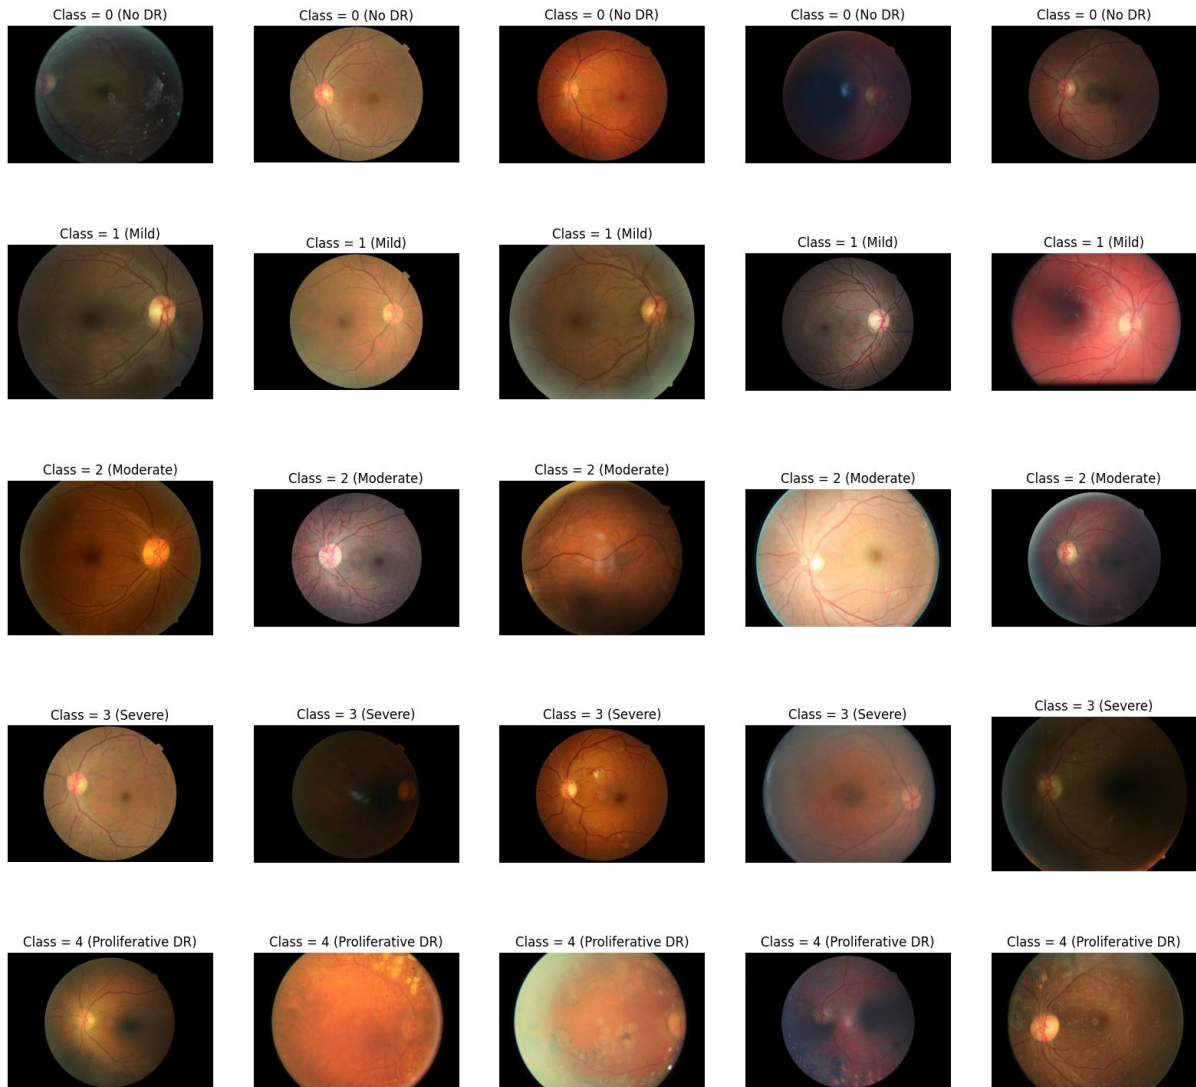 Class = 0 (No DR)
Class = 0 (No DR)
Class = 0 (No DR)
Class = 0 (No DR)
Class = 0 (No DR)
Class = 1 (Mild)
Class = 1 (Mild)
Class = 1 (Mild)
Class = 1 (Mild)
Class = 1 (Mild)
Class = 2 (Moderate)
Class = 2 (Moderate)
Class = 2 (Moderate)
Class = 2 (Moderate)
Class = 2 (Moderate)
Class = 3 (Severe)
Class = 3 (Severe)
Class = 3 (Severe)
Class = 3 (Severe)
Class = 3 (Severe)
Class = 4 (Proliferative DR)
Class = 4 (Proliferative DR)
Class = 4 (Proliferative DR)
Class = 4 (Proliferative DR)
Class = 4 (Proliferative DR)